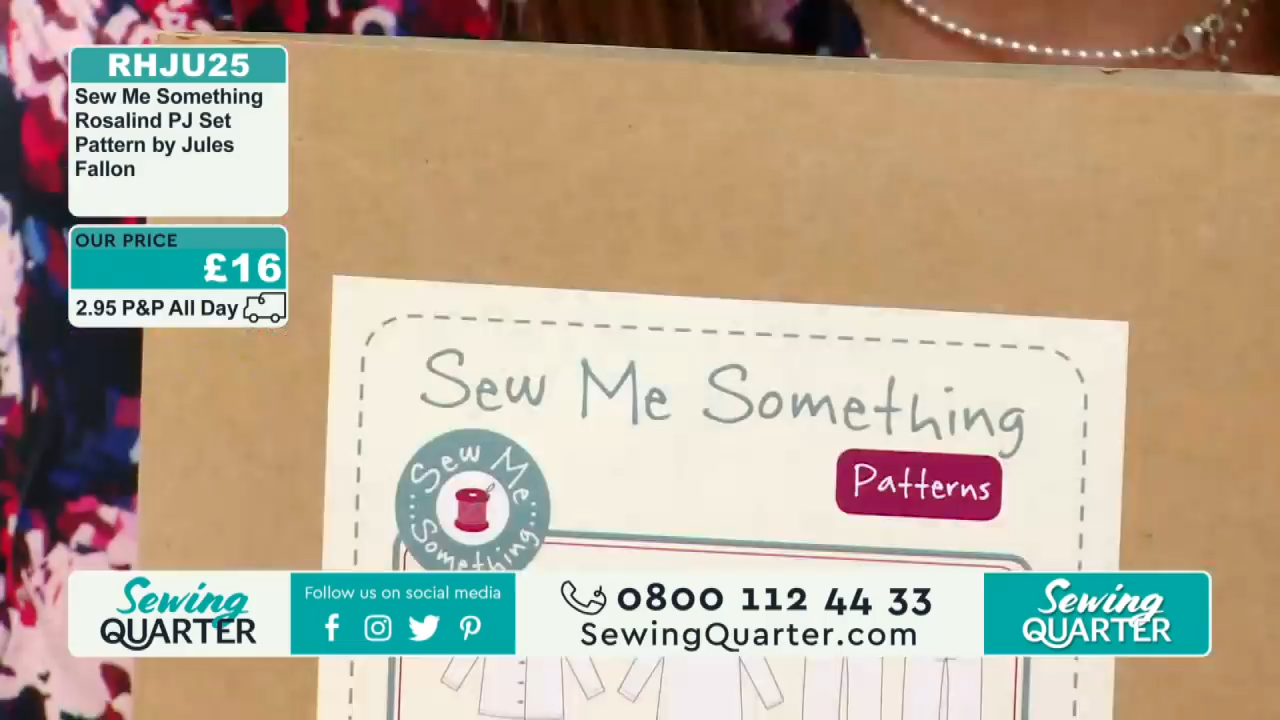 RHJU25
Sew Me Something
Rosalind PJ Set
Pattern by Jules
Fallon
OUR PRICE
£16
2.95 P&P All Day
Sew Me Something
Patterns
Sew Me
Something
Sewing
QUARTER
Follow us on social media
0800 112 44 33
SewingQuarter.com
Sewing
QUARTER